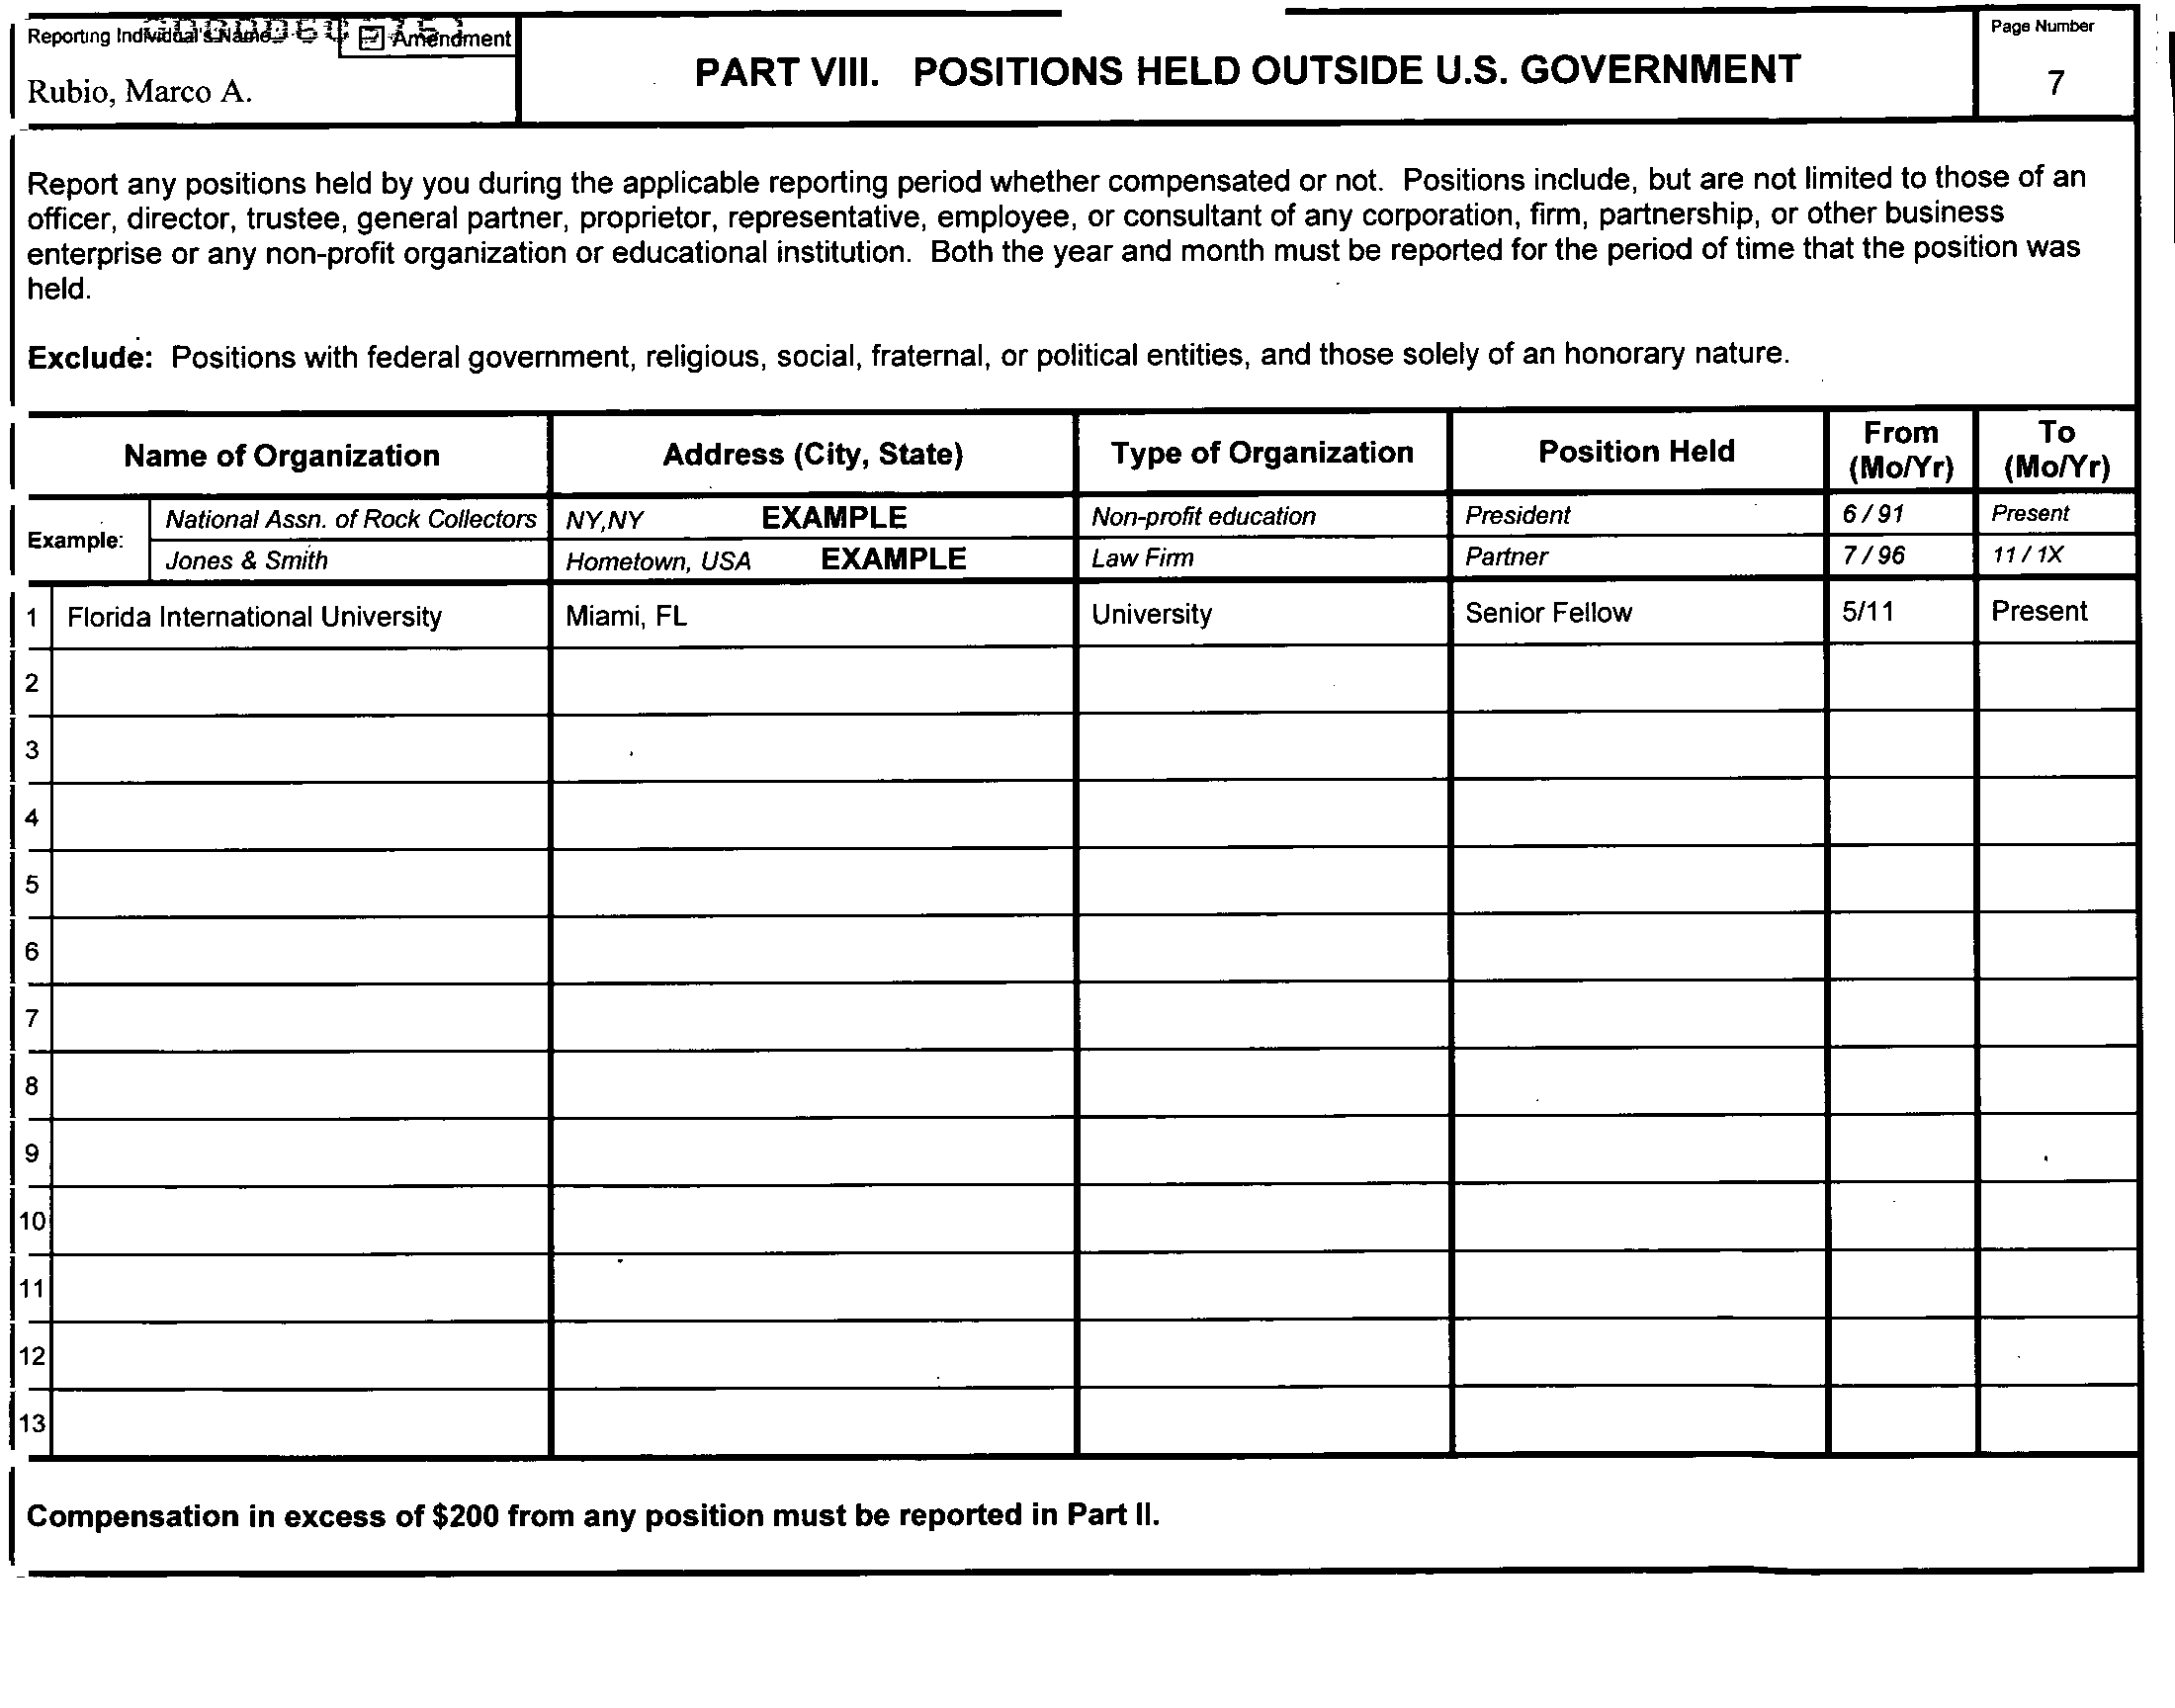 Reporting Individual's Name
Amendment
Rubio, Marco A.
PART VIII. POSITIONS HELD OUTSIDE U.S. GOVERNMENT
Page Number
7
Report any positions held by you during the applicable reporting period whether compensated or not. Positions include, but are not limited to those of an
officer, director, trustee, general partner, proprietor, representative, employee, or consultant of any corporation, firm, partnership, or other business
enterprise or any non-profit organization or educational institution. Both the year and month must be reported for the period of time that the position was
held.
Exclude: Positions with federal government, religious, social, fraternal, or political entities, and those solely of an honorary nature.
Name of Organization Address (City, State) Type of Organization Position Held From (Mo/Yr) To (Mo/Yr)
Example:
National Assn. of Rock Collectors NY,NY EXAMPLE Non-profit education President 6 / 91 Present
Jones & Smith Hometown, USA EXAMPLE Law Firm Partner 7 / 96 11 / 1X
1 Florida International University Miami, FL University Senior Fellow 5/11 Present
2
3
4
5
6
7
8
9
10
11
12
13
Compensation in excess of $200 from any position must be reported in Part II.